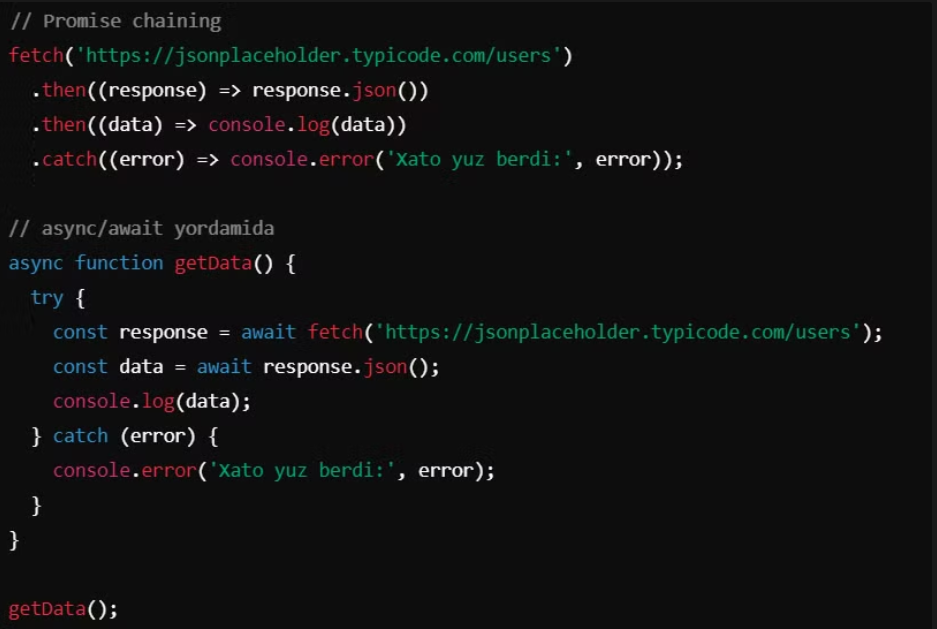 // Promise chaining
fetch('https://jsonplaceholder.typicode.com/users')
  .then((response) => response.json())
  .then((data) => console.log(data))
  .catch((error) => console.error('Xato yuz berdi:', error));

// async/await yordamida
async function getData() {
  try {
    const response = await fetch('https://jsonplaceholder.typicode.com/users');
    const data = await response.json();
    console.log(data);
  } catch (error) {
    console.error('Xato yuz berdi:', error);
  }
}

getData();